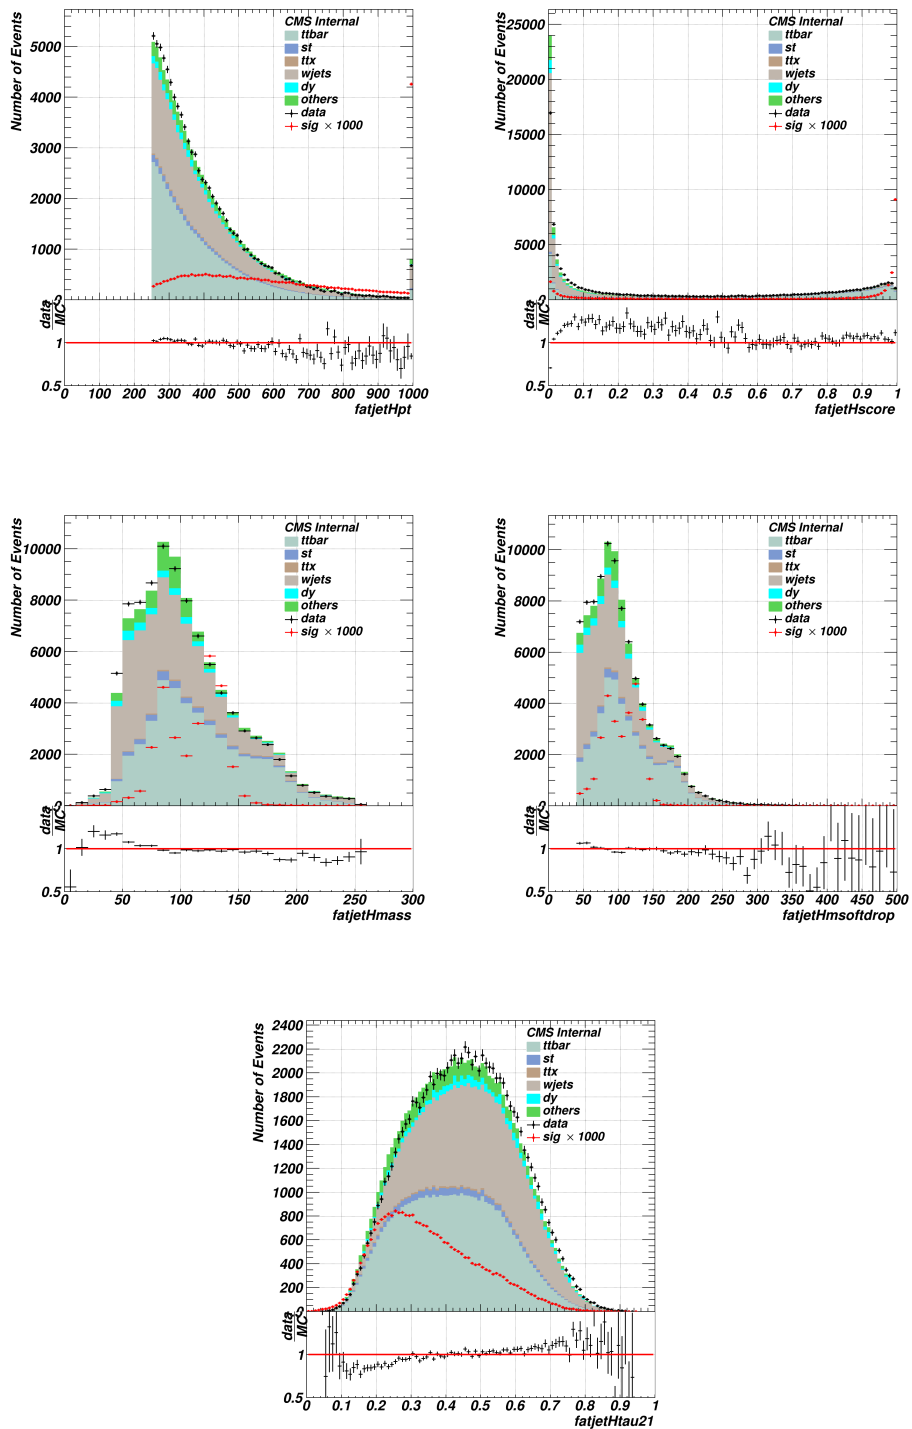 Number of Events
5000
4000
3000
2000
1000
0
CMS Internal
ttbar
st
ttx
wjets
dy
others
data
sig × 1000
data
MC
1
0.5
0 100 200 300 400 500 600 700 800 900 1000
fatjetHpt
Number of Events
25000
20000
15000
10000
5000
0
CMS Internal
ttbar
st
ttx
wjets
dy
others
data
sig × 1000
data
MC
1
0.5
0 0.1 0.2 0.3 0.4 0.5 0.6 0.7 0.8 0.9 1
fatjetHscore
Number of Events
10000
8000
6000
4000
2000
0
CMS Internal
ttbar
st
ttx
wjets
dy
others
data
sig × 1000
data
MC
1
0.5
0 50 100 150 200 250 300
fatjetHmass
Number of Events
10000
8000
6000
4000
2000
0
CMS Internal
ttbar
st
ttx
wjets
dy
others
data
sig × 1000
data
MC
1
0.5
0 50 100 150 200 250 300 350 400 450 500
fatjetHmsoftdrop
Number of Events
2400
2200
2000
1800
1600
1400
1200
1000
800
600
400
200
0
CMS Internal
ttbar
st
ttx
wjets
dy
others
data
sig × 1000
data
MC
1
0.5
0 0.1 0.2 0.3 0.4 0.5 0.6 0.7 0.8 0.9 1
fatjetHtau21